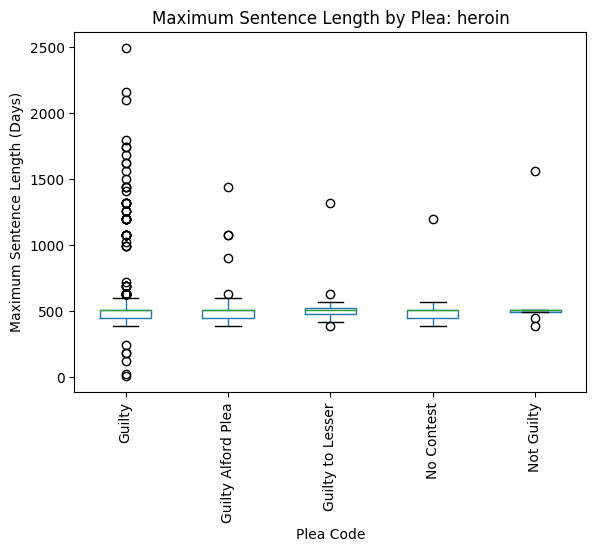 Maximum Sentence Length by Plea: heroin
Maximum Sentence Length (Days)
2500
2000
1500
1000
500
0
Guilty
Guilty Alford Plea
Guilty to Lesser
No Contest
Not Guilty
Plea Code